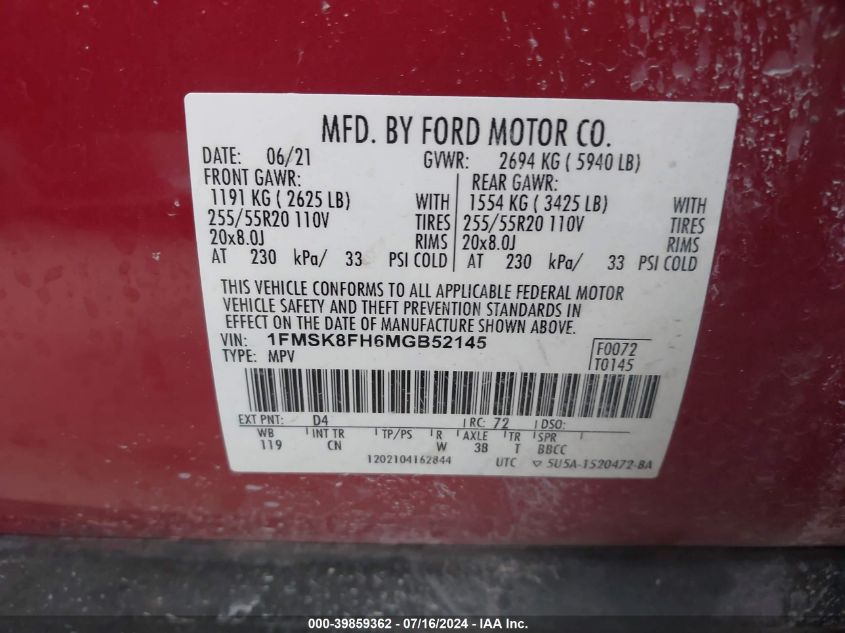 MFD. BY FORD MOTOR CO.
DATE: 06/21 GVWR: 2694 KG ( 5940 LB)
FRONT GAWR: REAR GAWR:
1191 KG ( 2625 LB) WITH 1554 KG ( 3425 LB) WITH
255/55R20 110V TIRES 255/55R20 110V TIRES
20x8.0J RIMS 20x8.0J RIMS
AT 230 kPa/ 33 PSI COLD AT 230 kPa/ 33 PSI COLD
THIS VEHICLE CONFORMS TO ALL APPLICABLE FEDERAL MOTOR
VEHICLE SAFETY AND THEFT PREVENTION STANDARDS IN
EFFECT ON THE DATE OF MANUFACTURE SHOWN ABOVE.
VIN: 1FMSK8FH6MGB52145 F0072
TYPE: MPV T0145
EXT PNT: D4 RC: 72 DSO:
WB INT TR TP/PS R AXLE TR SPR
119 CN W 3B T BBCC
1202104162844 UTC ▽ 5U5A-1520472-BA
000-39859362 - 07/16/2024 - IAAI.com